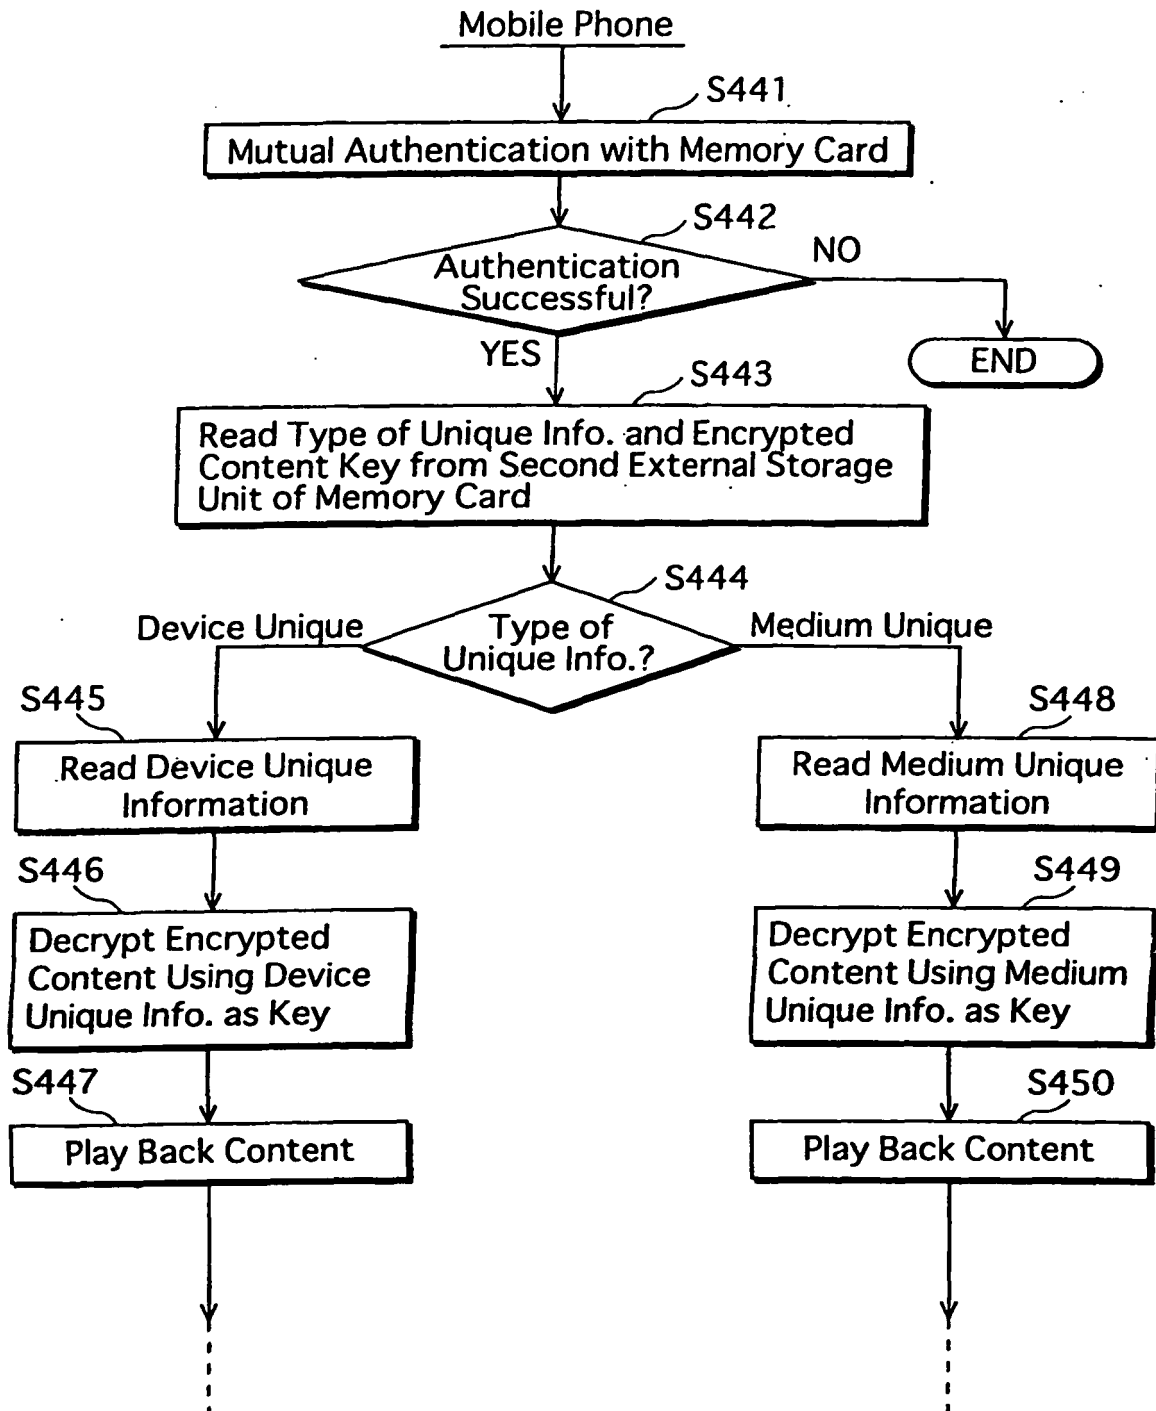 Mobile Phone
S441
Mutual Authentication with Memory Card
S442
Authentication
Successful?
NO
END
YES
S443
Read Type of Unique Info. and Encrypted
Content Key from Second External Storage
Unit of Memory Card
S444
Type of
Unique Info.?
Device Unique
Medium Unique
S445
Read Device Unique
Information
S446
Decrypt Encrypted
Content Using Device
Unique Info. as Key
S447
Play Back Content
S448
Read Medium Unique
Information
S449
Decrypt Encrypted
Content Using Medium
Unique Info. as Key
S450
Play Back Content